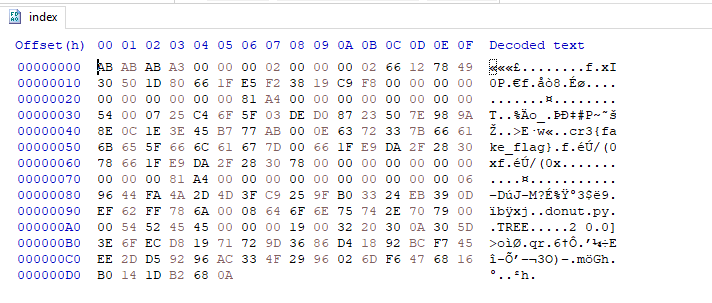 index
Offset(h) 00 01 02 03 04 05 06 07 08 09 0A 0B 0C 0D 0E 0F Decoded text
00000000 AB AB AB A3 00 00 00 02 00 00 00 02 66 12 78 49 «««£........f.xI
00000010 30 50 1D 80 66 1F E5 F2 38 19 C9 F8 00 00 00 00 0P.€f.åò8.Éø....
00000020 00 00 00 00 00 00 81 A4 00 00 00 00 00 00 00 00 .......¤........
00000030 54 00 07 25 C4 6F 5F 03 DE D0 87 23 50 7E 98 9A T..%Äo_.ÞÐ‡#P~˜š
00000040 8E 0C 1E 3E 45 B7 77 AB 00 0E 63 72 33 7B 66 61 Ž..>E·w«..cr3{fa
00000050 6B 65 5F 66 6C 61 67 7D 00 66 1F E9 DA 2F 28 30 ke_flag}.f.éÚ/(0
00000060 78 66 1F E9 DA 2F 28 30 78 00 00 00 00 00 00 00 xf.éÚ/(0x.......
00000070 00 00 00 81 A4 00 00 00 00 00 00 00 00 00 00 06 ....¤...........
00000080 96 44 FA 4A 2D 4D 3F C9 25 9F B0 33 24 EB 39 0D –DúJ-M?É%Ÿ°3$ë9.
00000090 EF 62 FF 78 6A 00 08 64 6F 6E 75 74 2E 70 79 00 ïbÿxj..donut.py.
000000A0 00 54 52 45 45 00 00 00 19 00 32 20 30 0A 30 5D .TREE.....2 0.0]
000000B0 3E 6F EC D8 19 71 72 9D 36 86 D4 18 92 BC F7 45 >oìØ.qr.6†Ô.’¼÷E
000000C0 EE 2D D5 92 96 AC 33 4F 29 96 02 6D F6 47 68 16 î-Õ’–¬3O)–.möGh.
000000D0 B0 14 1D B2 68 0A °..²h.